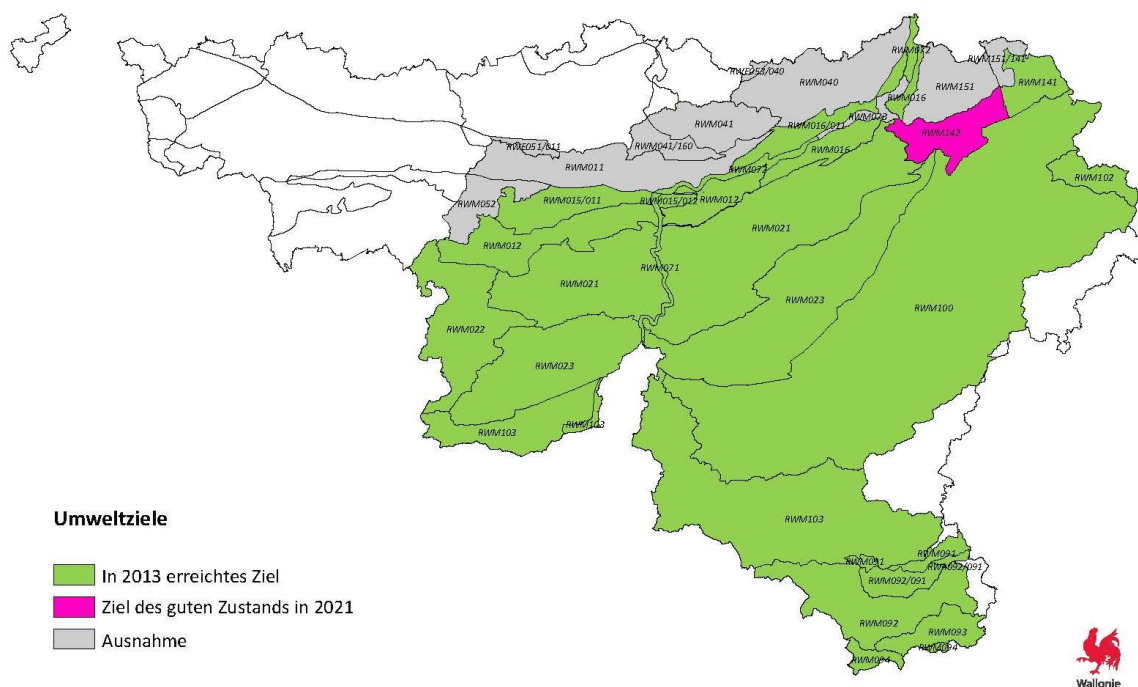 RWM072
RWE053/040
RWM151/141
RWM040
RWM151
RWM141
RWM016
RWM041
RWM073
RWM016/011
RWM142
RWM041/160
RWE051/011
RWM016
RWM011
RWM072
RWM102
RWM052
RWM015/011
RWM015/012
RWM012
RWM021
RWM012
RWM071
RWM021
RWM023
RWM100
RWM022
RWM023
RWM103
RWM103
RWM103
RWM091
RWM091
RWM092/091
RWM092/091
RWM092
RWM093
RWM094
RWM094
Umweltziele
In 2013 erreichtes Ziel
Ziel des guten Zustands in 2021
Ausnahme
Wallonie